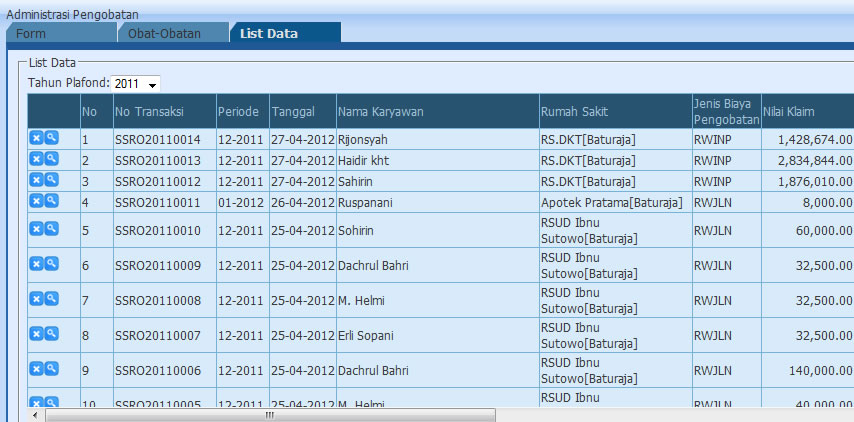 Administrasi Pengobatan
Form Obat-Obatan List Data
List Data
Tahun Plafond: 2011
No No Transaksi Periode Tanggal Nama Karyawan Rumah Sakit Jenis Biaya Pengobatan Nilai Klaim
1 SSRO20110014 12-2011 27-04-2012 Rijonsyah RS.DKT[Baturaja] RWINP 1,428,674.00
2 SSRO20110013 12-2011 27-04-2012 Haidir kht RS.DKT[Baturaja] RWINP 2,834,844.00
3 SSRO20110012 12-2011 27-04-2012 Sahirin RS.DKT[Baturaja] RWINP 1,876,010.00
4 SSRO20110011 01-2012 26-04-2012 Ruspanani Apotek Pratama[Baturaja] RWJLN 8,000.00
5 SSRO20110010 12-2011 25-04-2012 Sohirin RSUD Ibnu Sutowo[Baturaja] RWJLN 60,000.00
6 SSRO20110009 12-2011 25-04-2012 Dachrul Bahri RSUD Ibnu Sutowo[Baturaja] RWJLN 32,500.00
7 SSRO20110008 12-2011 25-04-2012 M. Helmi RSUD Ibnu Sutowo[Baturaja] RWJLN 32,500.00
8 SSRO20110007 12-2011 25-04-2012 Erli Sopani RSUD Ibnu Sutowo[Baturaja] RWJLN 32,500.00
9 SSRO20110006 12-2011 25-04-2012 Dachrul Bahri RSUD Ibnu Sutowo[Baturaja] RWJLN 140,000.00
10 SSRO20110005 12-2011 25-04-2012 M. Helmi RSUD Ibnu RWJLN 40,000.00